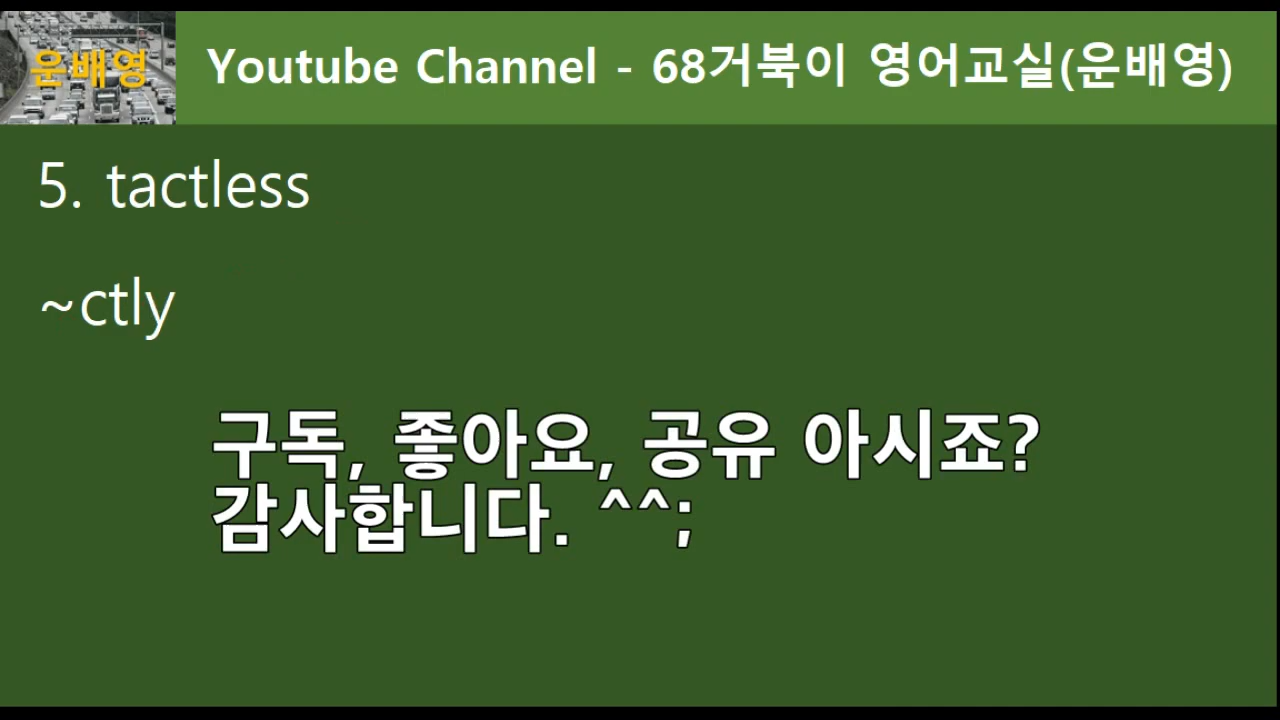 운배영
Youtube Channel - 68거북이 영어교실(운배영)
5. tactless
~ctly
구독, 좋아요, 공유 아시죠?
감사합니다. ^^;